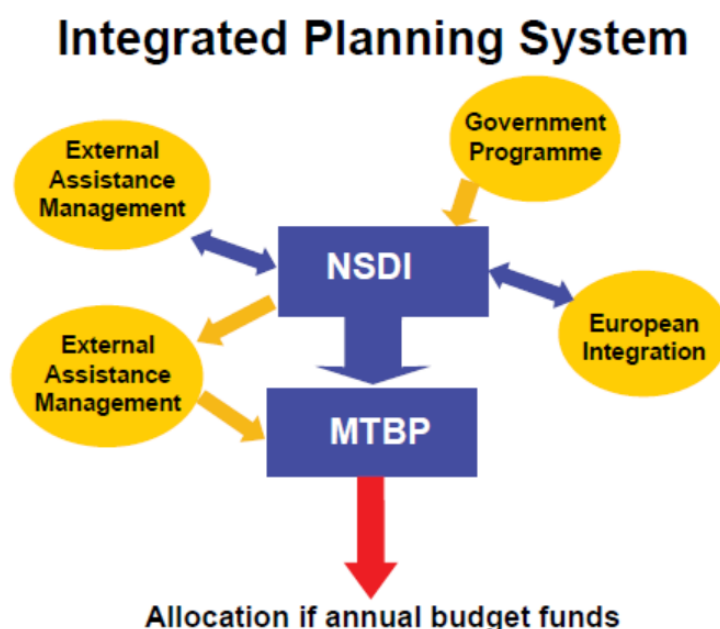 Integrated Planning System
Government
Programme
External
Assistance
Management
NSDI
European
Integration
External
Assistance
Management
MTBP
Allocation if annual budget funds